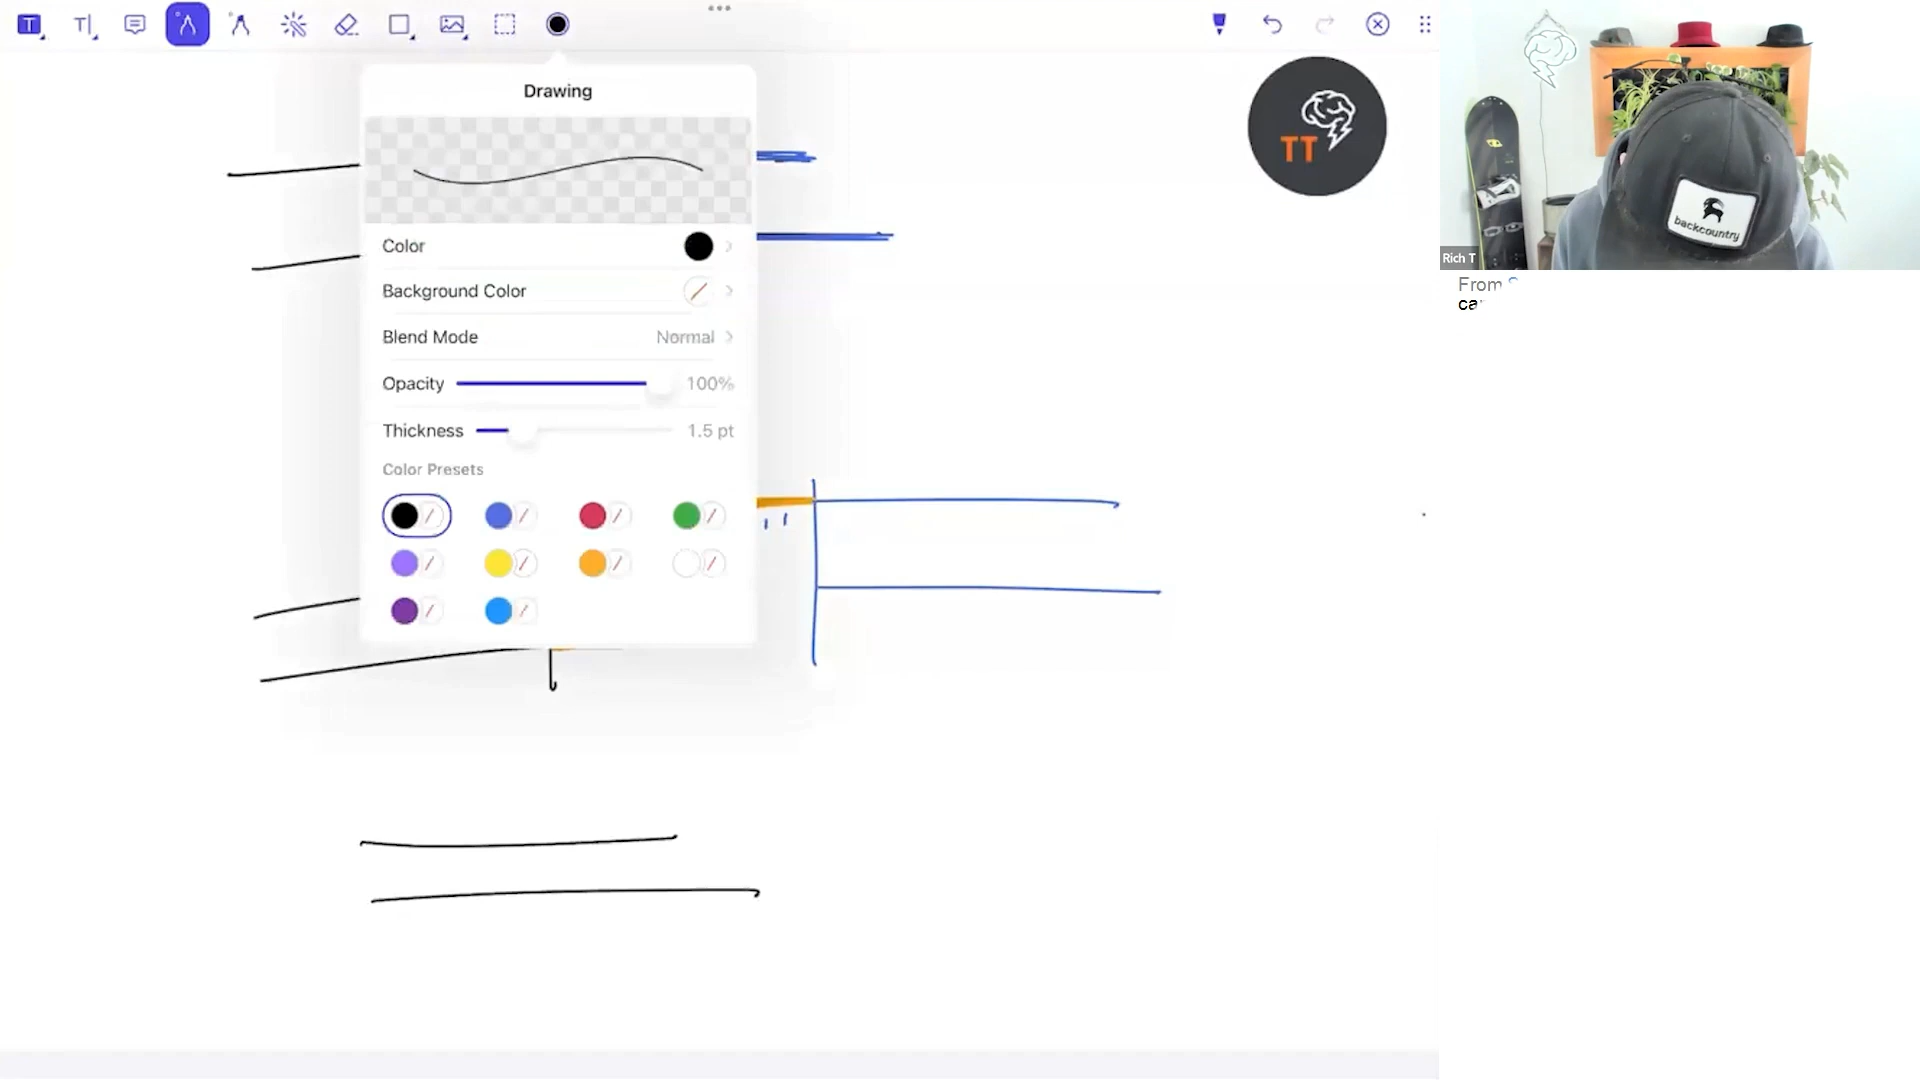 T T|
Drawing
Color
Background Color
Blend Mode Normal
Opacity 100%
Thickness 1.5 pt
Color Presets
TT
backcountry
Rich T
From